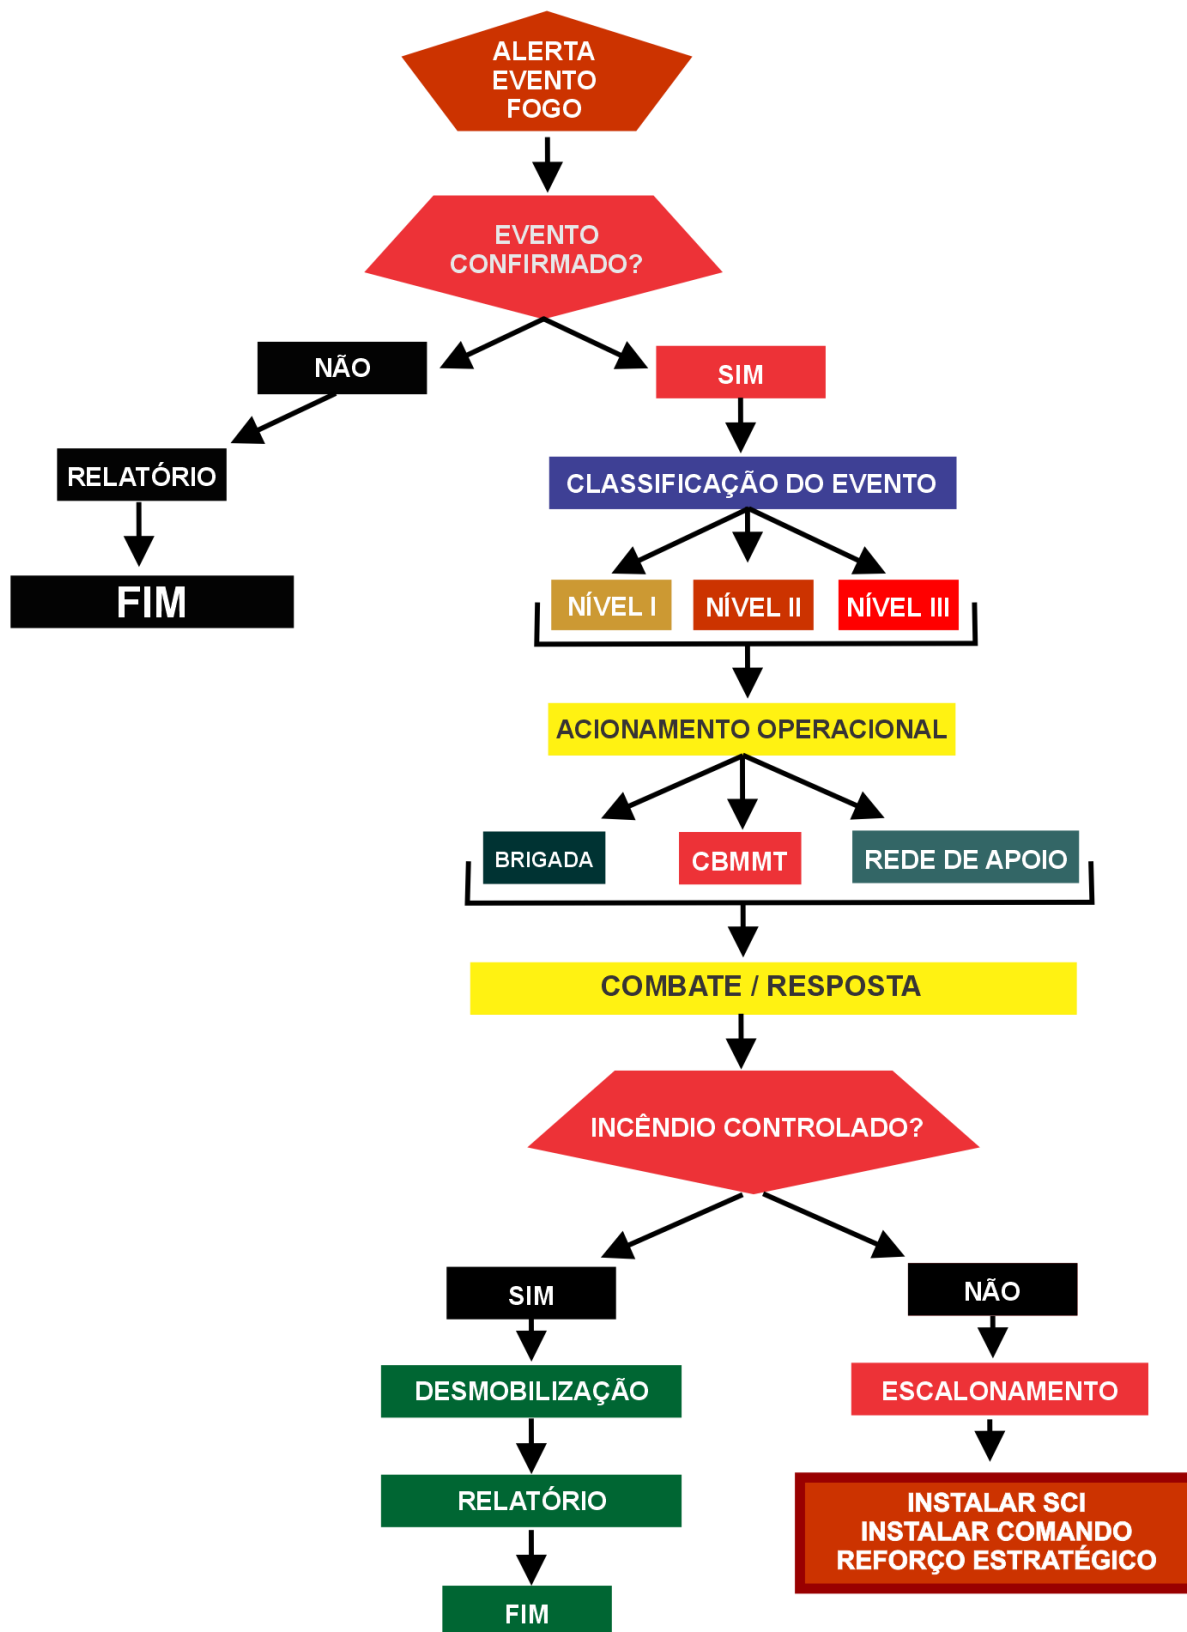 ALERTA
EVENTO
FOGO
EVENTO
CONFIRMADO?
NÃO
SIM
RELATÓRIO
CLASSIFICAÇÃO DO EVENTO
FIM
NÍVEL I
NÍVEL II
NÍVEL III
ACIONAMENTO OPERACIONAL
BRIGADA
CBMMT
REDE DE APOIO
COMBATE / RESPOSTA
INCÊNDIO CONTROLADO?
SIM
NÃO
DESMOBILIZAÇÃO
ESCALONAMENTO
RELATÓRIO
INSTALAR SCI
INSTALAR COMANDO
REFORÇO ESTRATÉGICO
FIM